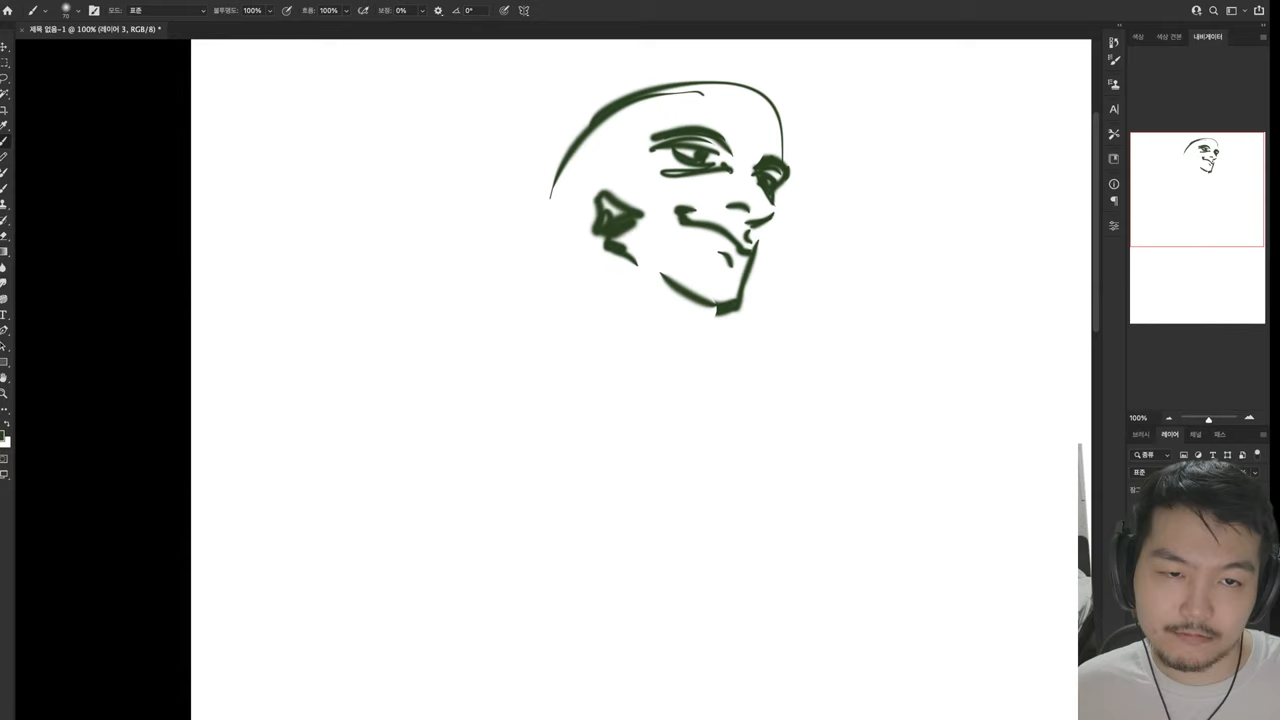 70 모드: 표준 불투명도: 100% 흐름: 100% 보정: 0% 0°
제목 없음-1 @ 100% (레이어 3, RGB/8) *
색상 색상 견본 내비게이터
100%
브러시 레이어 채널 패스
종류
표준